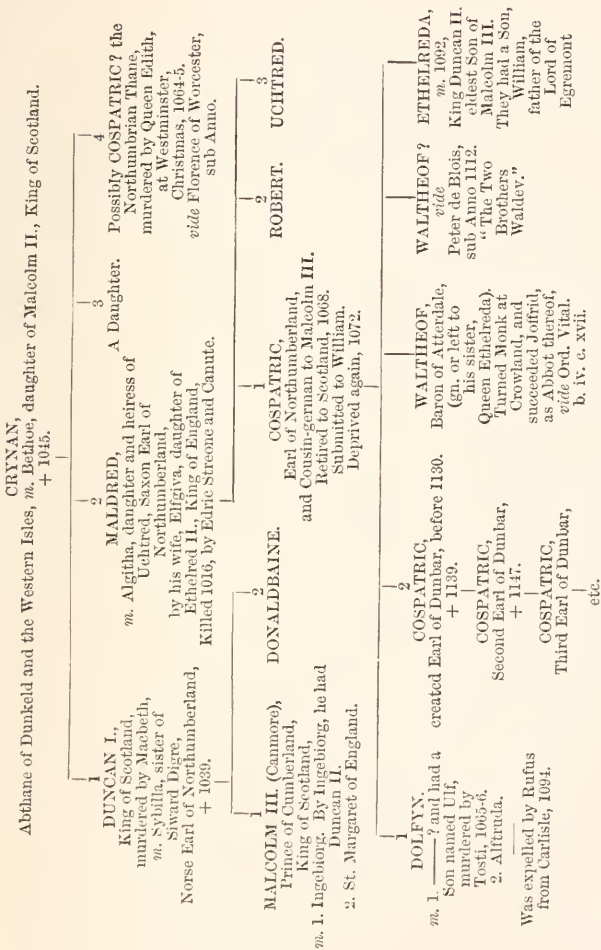 CRYNAN,
Abthane of Dunkeld and the Western Isles, m. Bethoe, daughter of Malcolm II., King of Scotland.
+ 1045.
1
DUNCAN I.,
King of Scotland,
murdered by Macbeth,
m. Sybilla, sister of
Siward Digre,
Norse Earl of Northumberland,
+ 1039.
2
MALDRED,
m. Algitha, daughter and heiress of
Uchtred, Saxon Earl of
Northumberland,
by his wife, Elfgiva, daughter of
Ethelred II., King of England,
Killed 1016, by Edric Streone and Canute.
3
A Daughter.
4
Possibly COSPATRIC? the
Northumbrian Thane,
murdered by Queen Edith,
at Westminster,
Christmas, 1064-5.
vide Florence of Worcester,
sub Anno.
1
MALCOLM III. (Canmore),
Prince of Cumberland,
King of Scotland,
m. 1. Ingebiorg. By Ingebiorg, he had
Duncan II.
2. St. Margaret of England.
2
DONALDBAINE.
1
COSPATRIC,
Earl of Northumberland,
and Cousin-german to Malcolm III.
Retired to Scotland, 1068.
Submitted to William.
Deprived again, 1072.
2
ROBERT.
3
UCHTRED.
1
DOLFYN.
m. 1. ——? and had a
Son named Ulf,
murdered by
Tosti, 1065-6.
2. Alftruda.
Was expelled by Rufus
from Carlisle, 1094.
2
COSPATRIC,
created Earl of Dunbar, before 1130.
+ 1139.
COSPATRIC,
Second Earl of Dunbar,
+ 1147.
COSPATRIC,
Third Earl of Dunbar,
etc.
WALTHEOF,
Baron of Atterdale,
(gn. or left to
his sister,
Queen Ethelreda).
Turned Monk at
Crowland, and
succeeded Joffrid,
as Abbot thereof,
vide Ord. Vital.
b. iv. c. xvii.
WALTHEOF?
vide
Peter de Blois,
sub Anno 1112.
"The Two
Brothers
Waldev."
ETHELREDA,
m. 1092,
King Duncan II.
eldest Son of
Malcolm III.
They had a Son,
William,
father of the
Lord of
Egremont